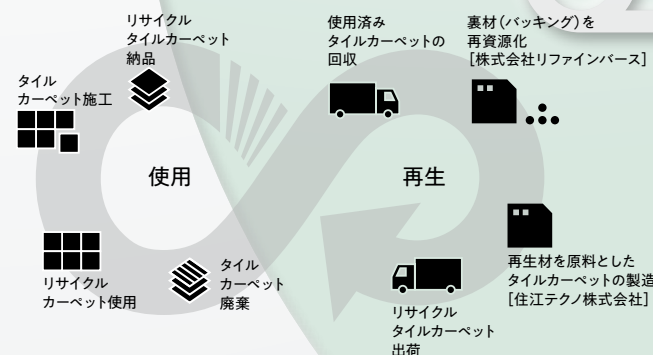 リサイクル
タイルカーペット
納品
タイル
カーペット施工
使用
リサイクル
カーペット使用
タイル
カーペット
廃棄
使用済み
タイルカーペットの
回収
裏材（バッキング）を
再資源化
［株式会社リファインバース］
再生
再生材を原料とした
タイルカーペットの製造
［住江テクノ株式会社］
リサイクル
タイルカーペット
出荷